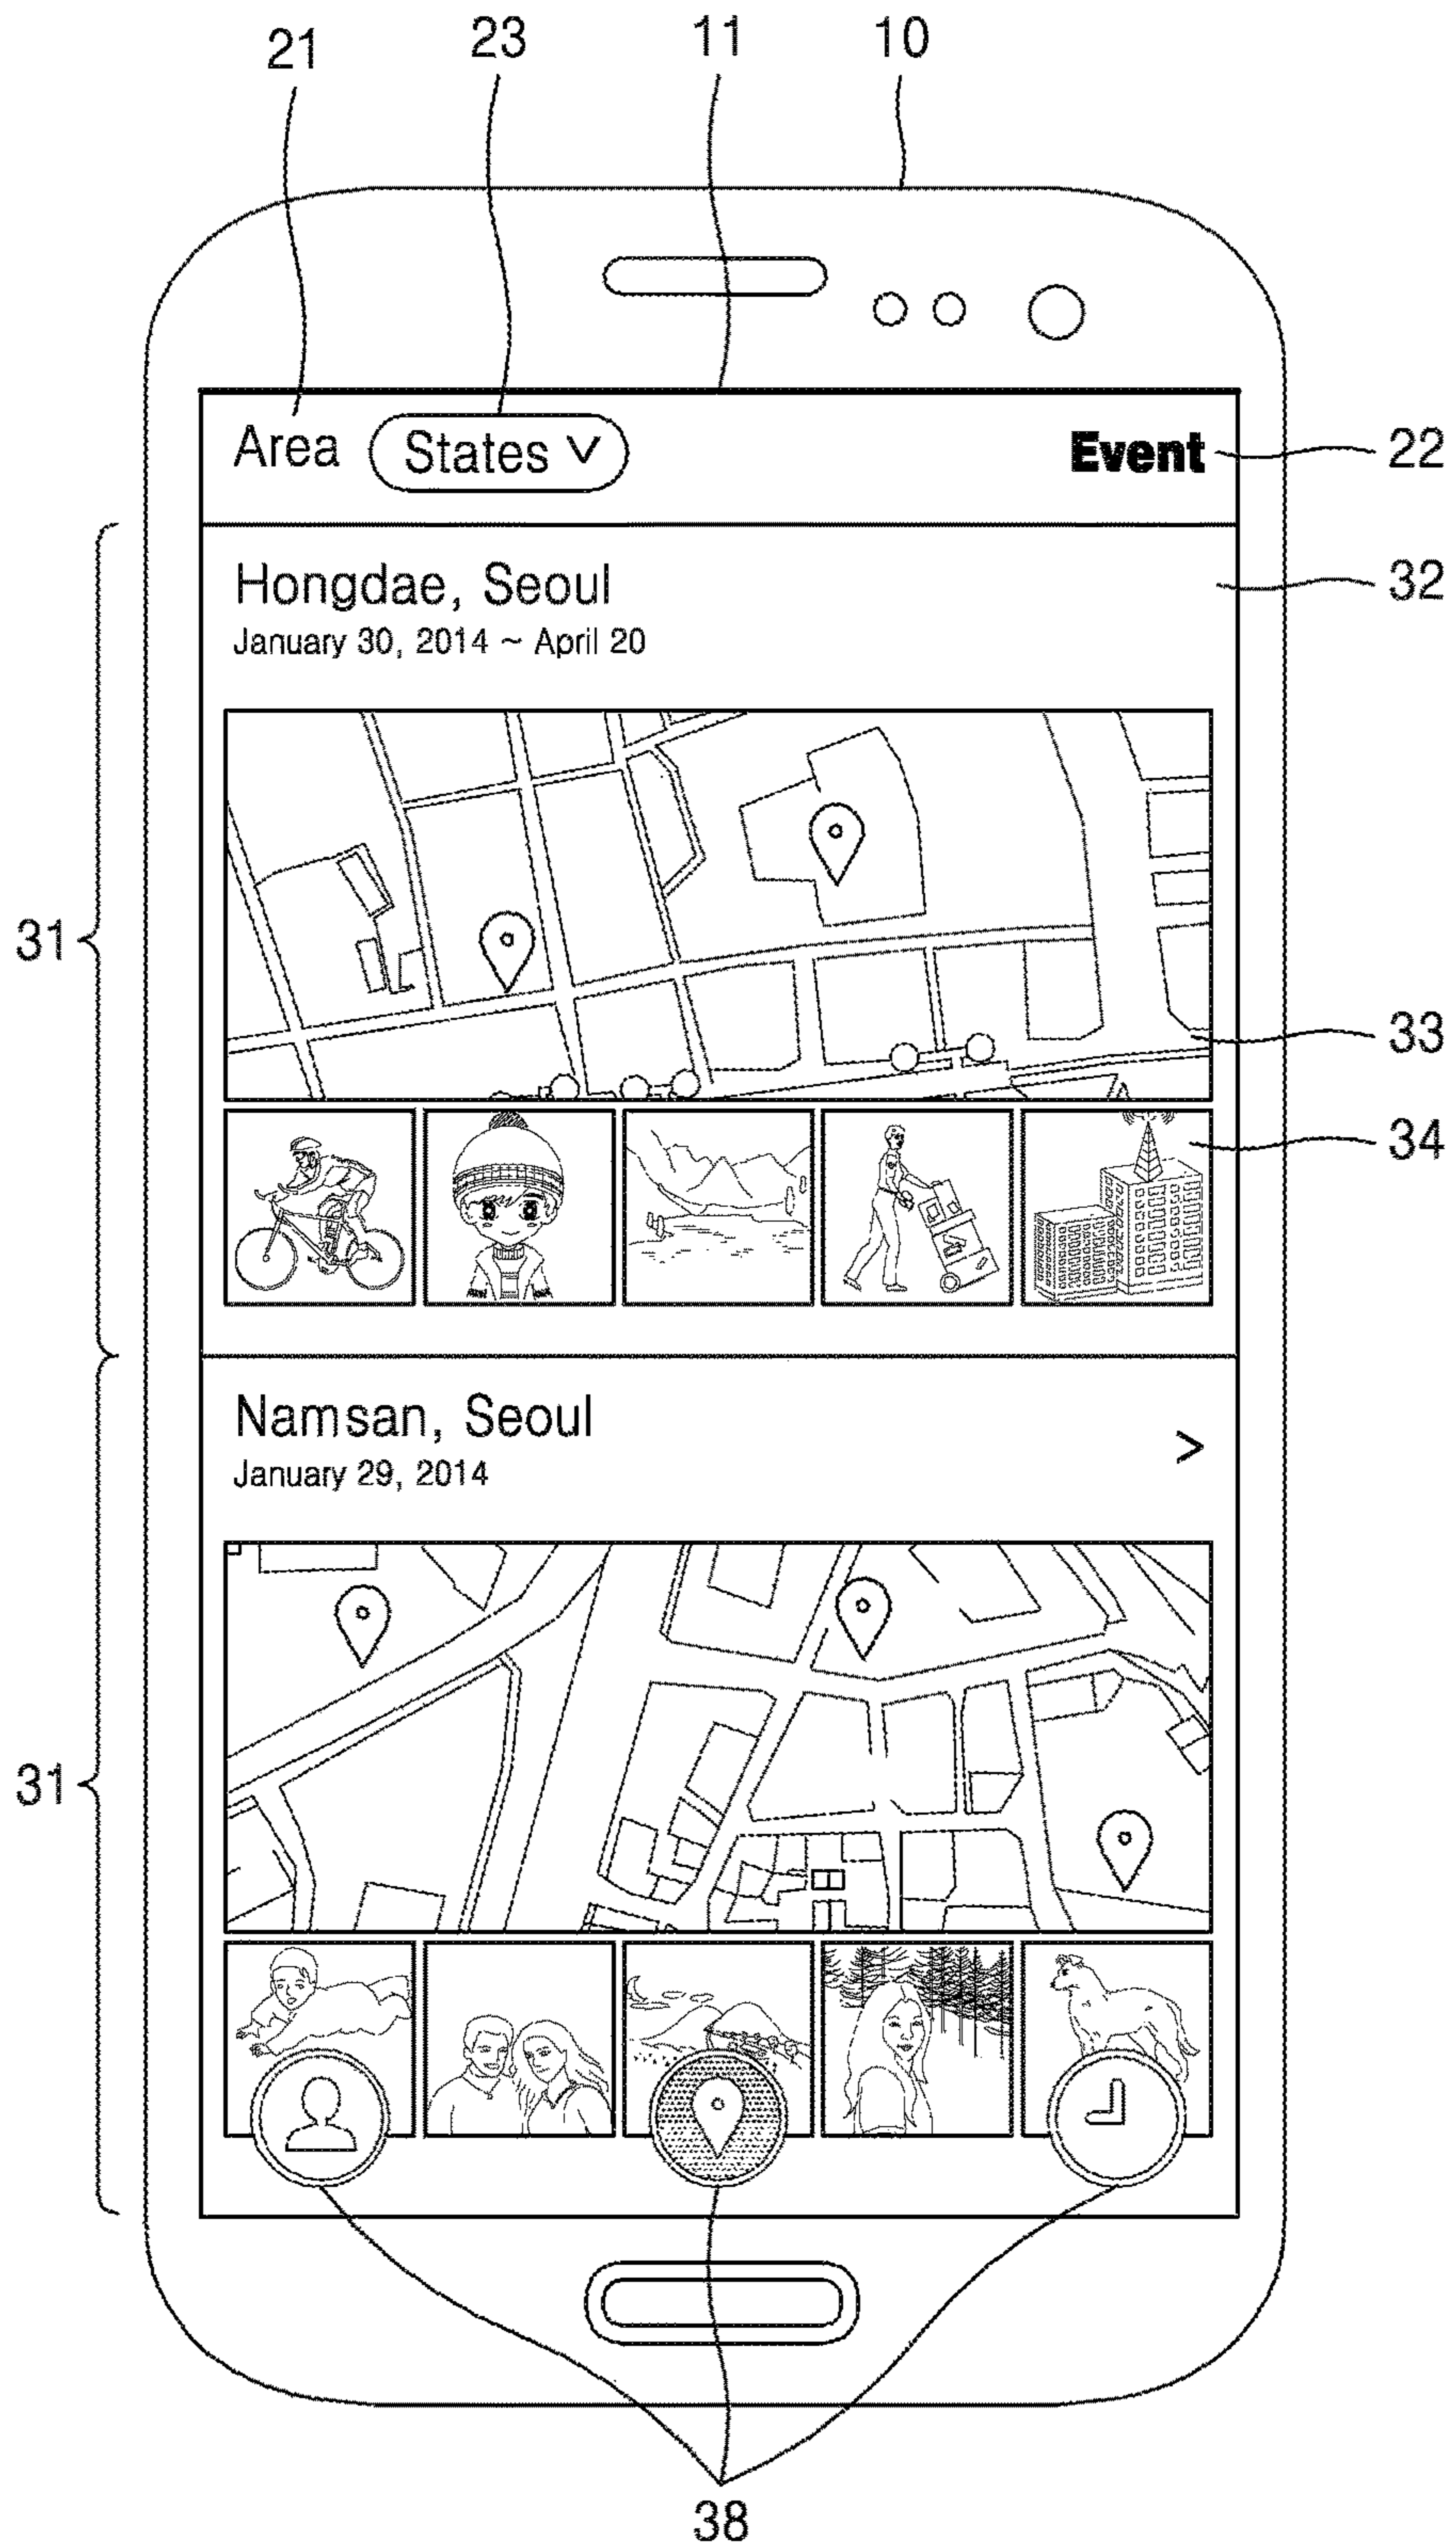 21 23 11 10
Area States V Event 22
Hongdae, Seoul 32
January 30, 2014 ~ April 20
31
33
34
Namsan, Seoul >
January 29, 2014
31
38